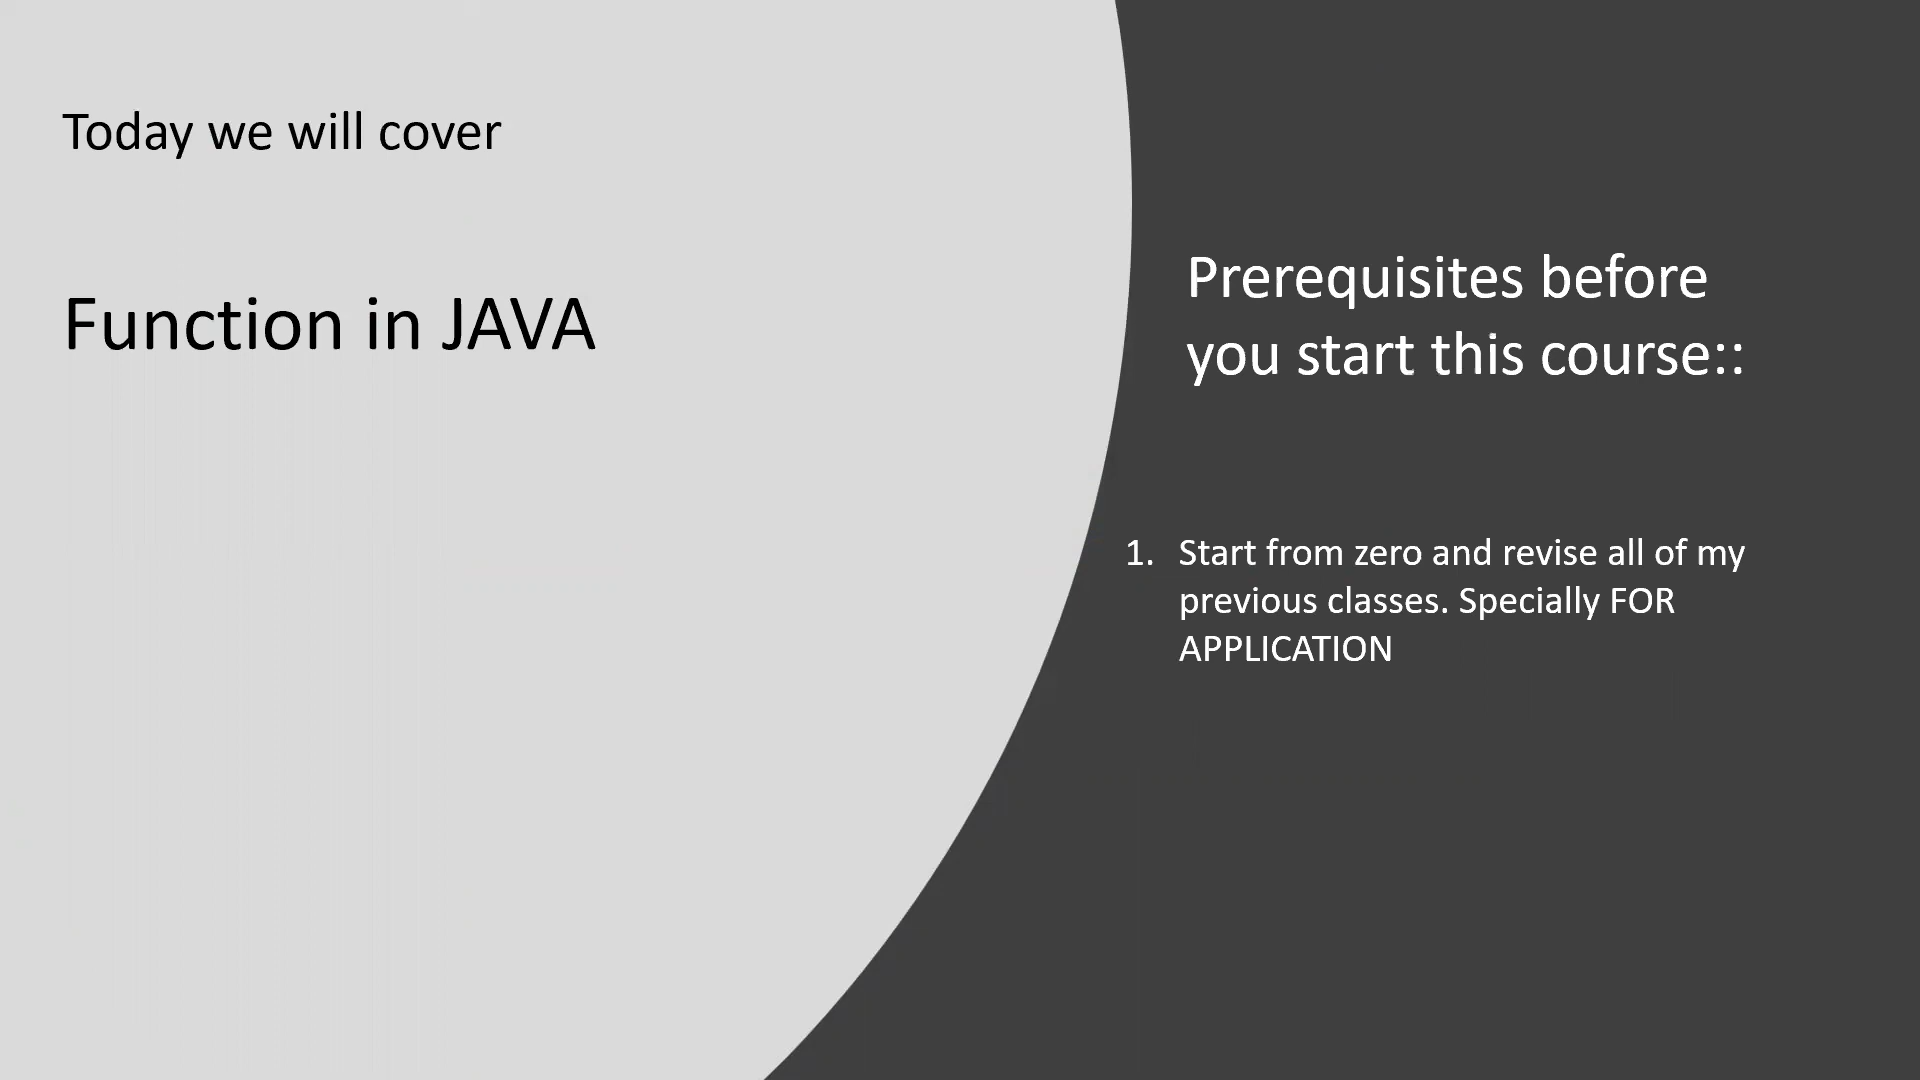 Today we will cover
Function in JAVA
Prerequisites before
you start this course::
1. Start from zero and revise all of my
previous classes. Specially FOR
APPLICATION